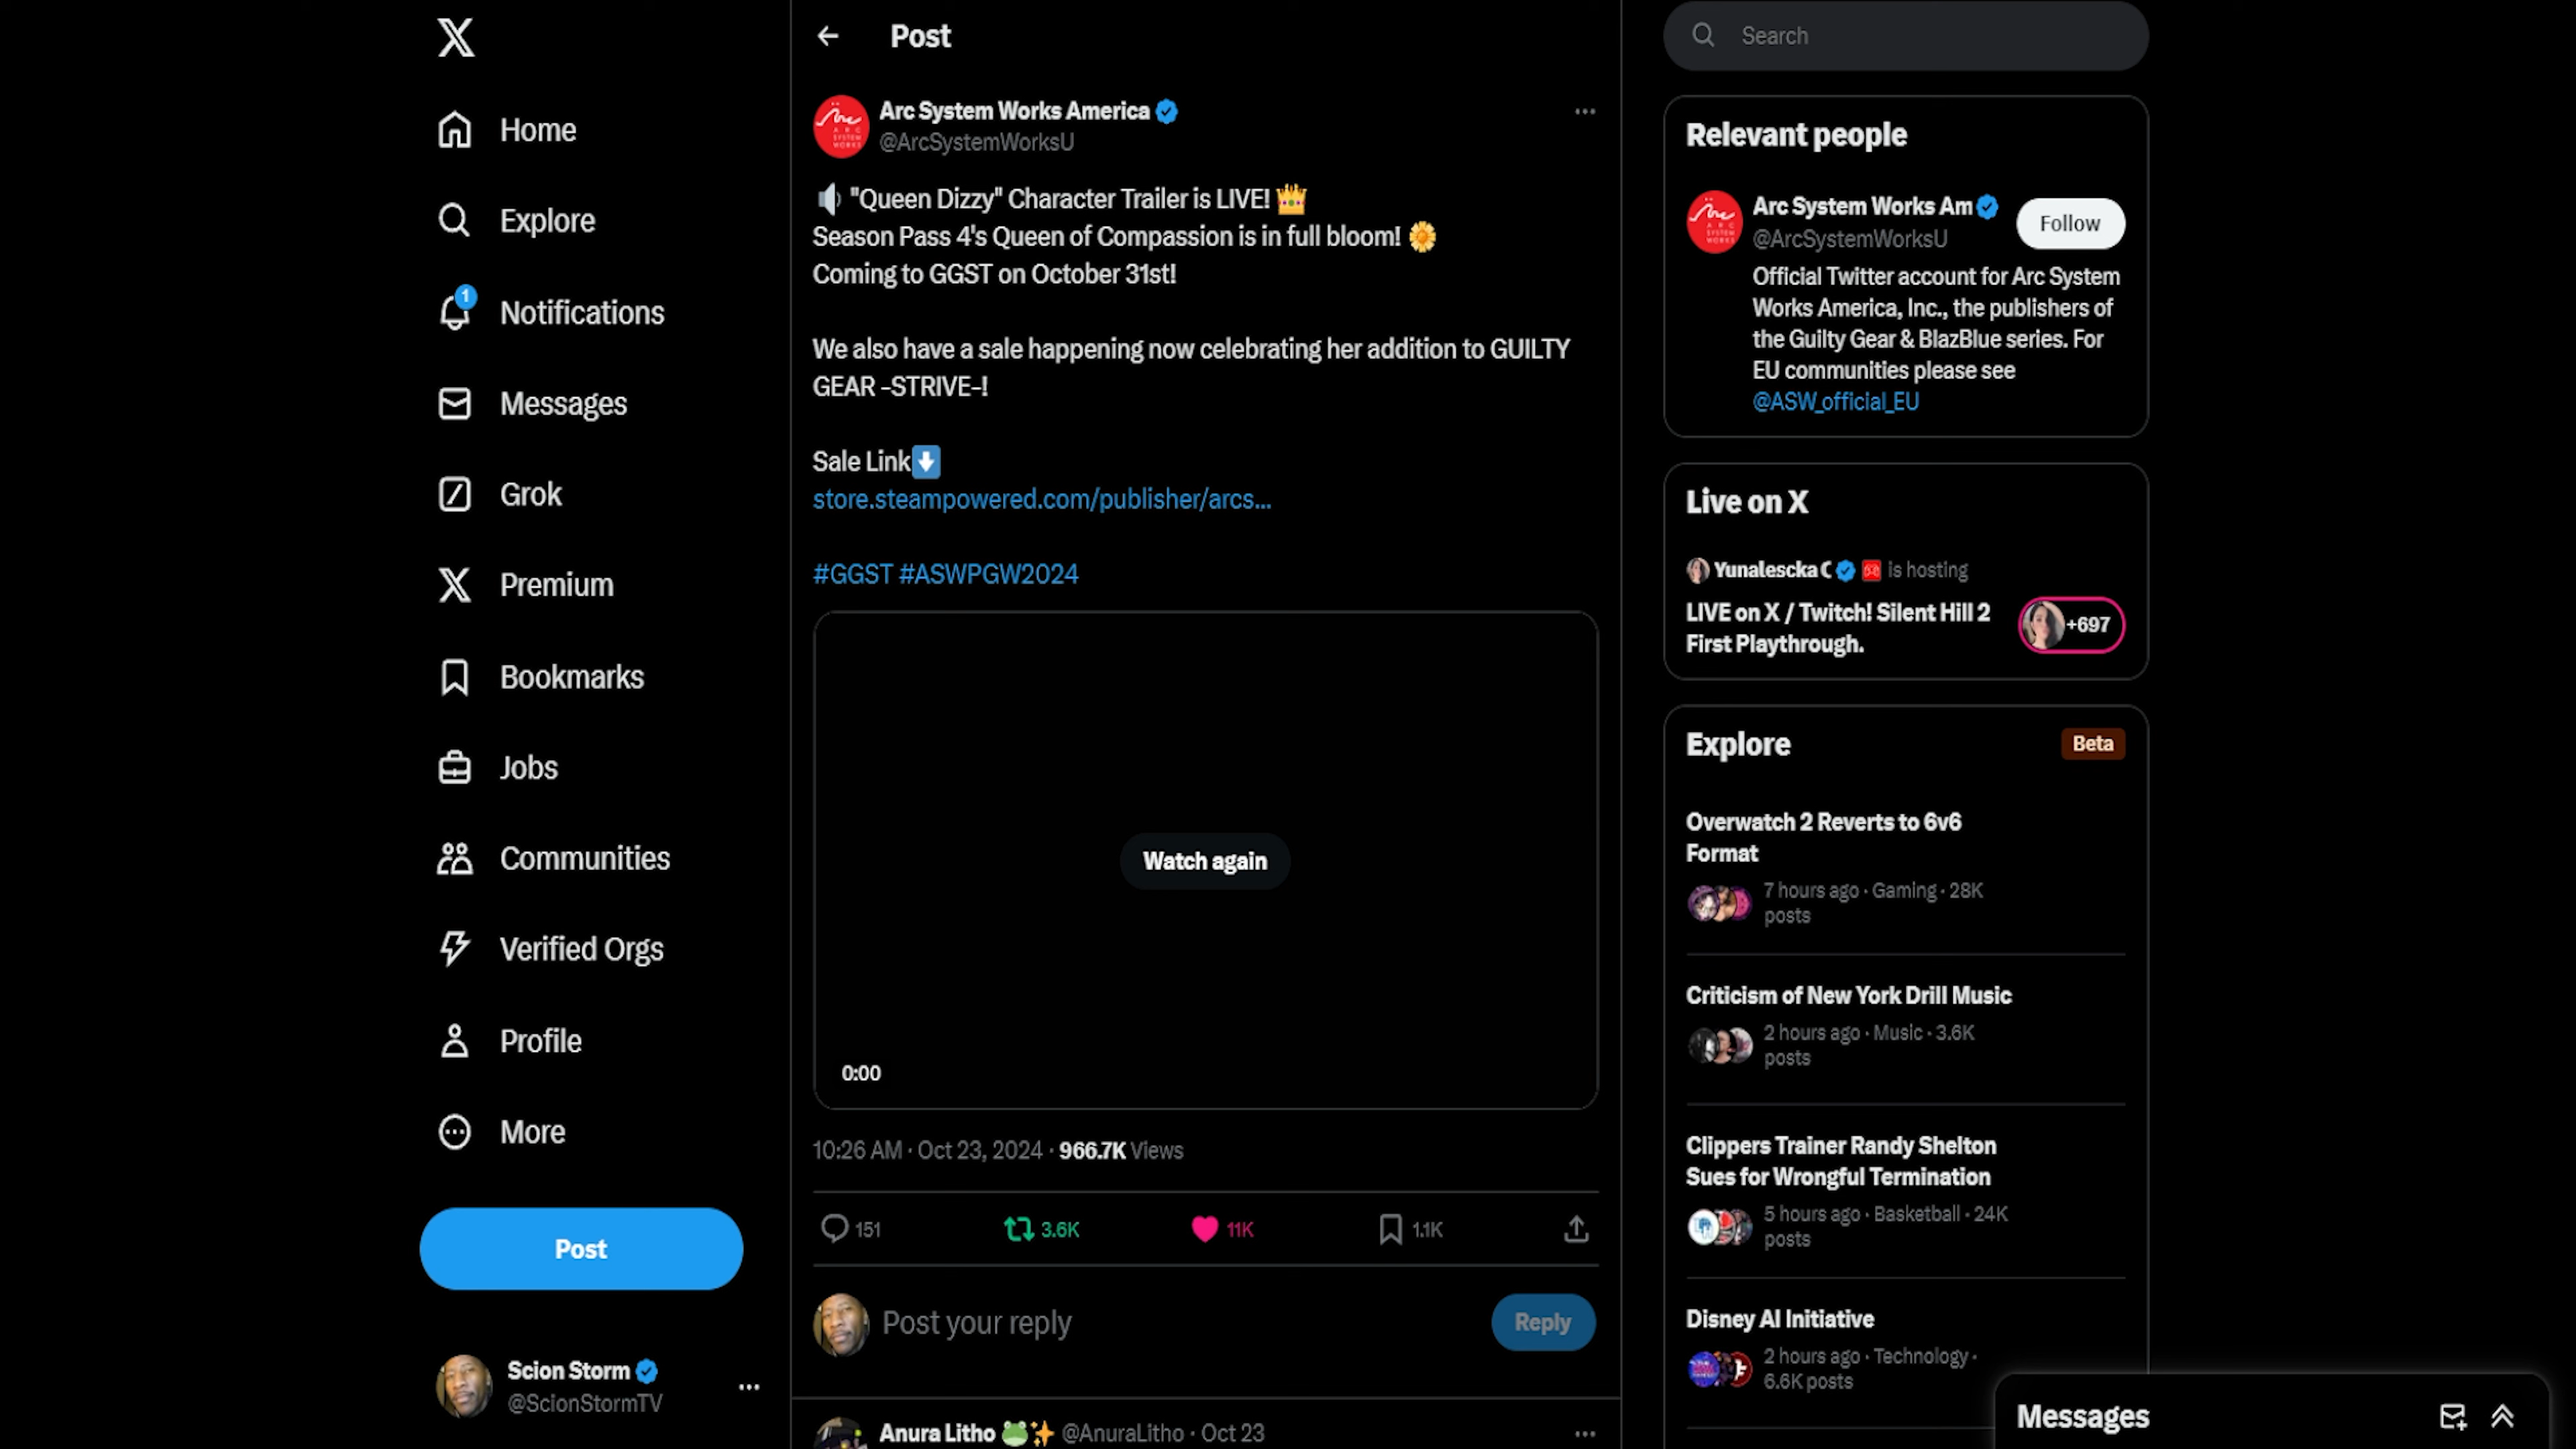 Home
Explore
1
Notifications
Messages
Grok
Premium
Bookmarks
Jobs
Communities
Verified Orgs
Profile
More
Post
Scion Storm
@ScionStormTV
Post
Arc System Works America
@ArcSystemWorksU
"Queen Dizzy" Character Trailer is LIVE!
Season Pass 4's Queen of Compassion is in full bloom!
Coming to GGST on October 31st!
We also have a sale happening now celebrating her addition to GUILTY
GEAR -STRIVE-!
Sale Link
store.steampowered.com/publisher/arcs...
#GGST #ASWPGW2024
Watch again
0:00
10:26 AM · Oct 23, 2024 · 966.7K Views
151 3.6K 11K 1.1K
Post your reply
Reply
Anura Litho @AnuraLitho · Oct 23
Search
Relevant people
Arc System Works Am
@ArcSystemWorksU
Follow
Official Twitter account for Arc System
Works America, Inc., the publishers of
the Guilty Gear & BlazBlue series. For
EU communities please see
@ASW_official_EU
Live on X
Yunalescka C is hosting
LIVE on X / Twitch! Silent Hill 2
First Playthrough.
+697
Explore
Beta
Overwatch 2 Reverts to 6v6
Format
7 hours ago · Gaming · 28K
posts
Criticism of New York Drill Music
2 hours ago · Music · 3.6K
posts
Clippers Trainer Randy Shelton
Sues for Wrongful Termination
5 hours ago · Basketball · 24K
posts
Disney AI Initiative
2 hours ago · Technology ·
6.6K posts
Messages